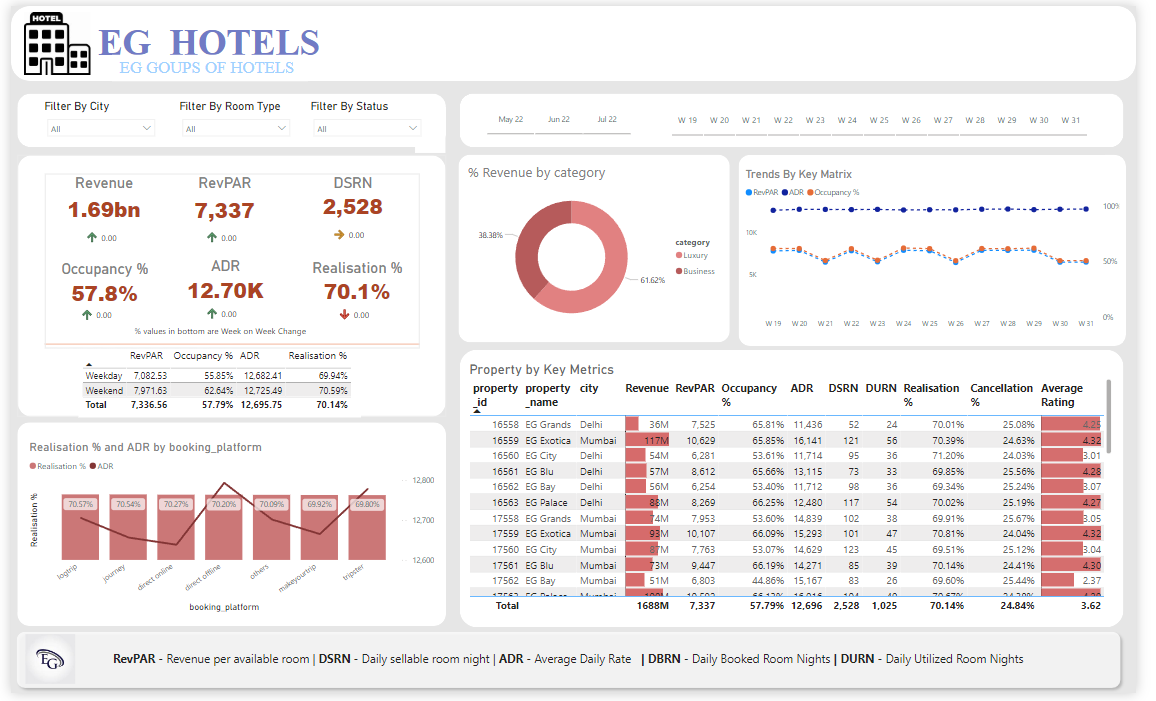 HOTEL
EG HOTELS
EG GOUPS OF HOTELS
Filter By City
Filter By Room Type
Filter By Status
All
All
All
May 22 Jun 22 Jul 22
W 19 W 20 W 21 W 22 W 23 W 24 W 25 W 26 W 27 W 28 W 29 W 30 W 31
Revenue RevPAR DSRN
1.69bn 7,337 2,528
0.00 0.00 0.00
Occupancy % ADR Realisation %
57.8% 12.70K 70.1%
0.00 0.00 0.00
% values in bottom are Week on Week Change
RevPAR Occupancy % ADR Realisation %
Weekday 7,082.53 55.85% 12,682.41 69.94%
Weekend 7,971.63 62.64% 12,725.49 70.59%
Total 7,336.56 57.79% 12,695.75 70.14%
% Revenue by category
38.38%
61.62%
category
Luxury
Business
Trends By Key Matrix
RevPAR ADR Occupancy %
100%
10K
50%
5K
0%
W 19 W 20 W 21 W 22 W 23 W 24 W 25 W 26 W 27 W 28 W 29 W 30 W 31
Realisation % and ADR by booking_platform
Realisation % ADR
Realisation %
12,800
12,700
12,600
70.57% 70.54% 70.27% 70.20% 70.09% 69.92% 69.80%
logtrip journey direct online direct offline others makeyourtrip tripster
booking_platform
Property by Key Metrics
property property city Revenue RevPAR Occupancy ADR DSRN DURN Realisation Cancellation Average
_id _name % % % Rating
16558 EG Grands Delhi 36M 7,525 65.81% 11,436 52 24 70.01% 25.08% 4.25
16559 EG Exotica Mumbai 117M 10,629 65.85% 16,141 121 56 70.39% 24.63% 4.32
16560 EG City Delhi 54M 6,281 53.61% 11,714 95 36 71.20% 24.03% 3.01
16561 EG Blu Delhi 57M 8,612 65.66% 13,115 73 33 69.85% 25.56% 4.28
16562 EG Bay Delhi 56M 6,254 53.40% 11,712 98 36 69.34% 25.24% 3.07
16563 EG Palace Delhi 88M 8,269 66.25% 12,480 117 54 70.02% 25.19% 4.27
17558 EG Grands Mumbai 74M 7,953 53.60% 14,839 102 38 69.91% 25.67% 3.05
17559 EG Exotica Mumbai 93M 10,107 66.09% 15,293 101 47 70.81% 24.04% 4.32
17560 EG City Mumbai 87M 7,763 53.07% 14,629 123 45 69.51% 25.12% 3.04
17561 EG Blu Mumbai 73M 9,447 66.19% 14,271 85 39 70.14% 24.41% 4.30
17562 EG Bay Mumbai 51M 6,803 44.86% 15,167 83 26 69.60% 25.44% 2.37
17563 EG Palace Mumbai
Total 1688M 7,337 57.79% 12,696 2,528 1,025 70.14% 24.84% 3.62
EG
RevPAR - Revenue per available room | DSRN - Daily sellable room night | ADR - Average Daily Rate | DBRN - Daily Booked Room Nights | DURN - Daily Utilized Room Nights